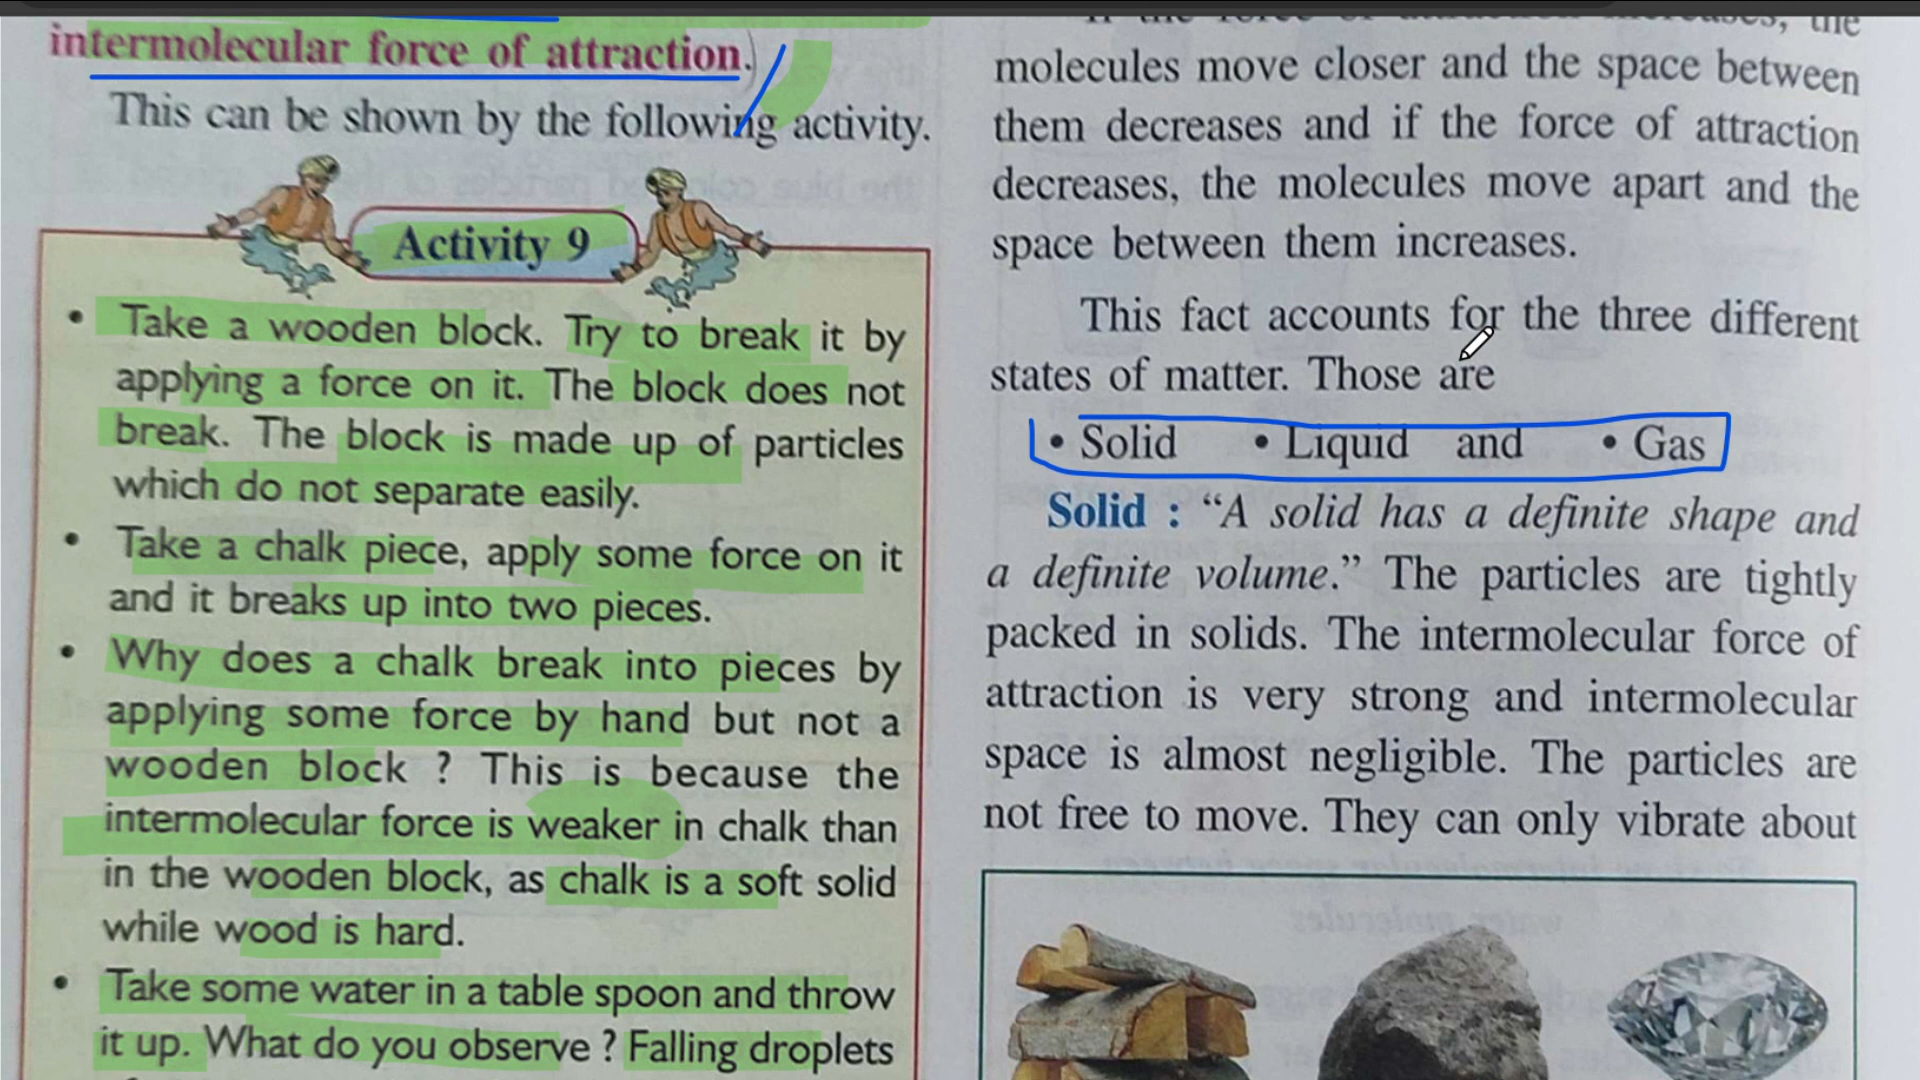 intermolecular force of attraction.
This can be shown by the following activity.
Activity 9
• Take a wooden block. Try to break it by
applying a force on it. The block does not
break. The block is made up of particles
which do not separate easily.
• Take a chalk piece, apply some force on it
and it breaks up into two pieces.
• Why does a chalk break into pieces by
applying some force by hand but not a
wooden block ? This is because the
intermolecular force is weaker in chalk than
in the wooden block, as chalk is a soft solid
while wood is hard.
• Take some water in a table spoon and throw
it up. What do you observe ? Falling droplets
If the force of attraction increases, the
molecules move closer and the space between
them decreases and if the force of attraction
decreases, the molecules move apart and the
space between them increases.
This fact accounts for the three different
states of matter. Those are
• Solid • Liquid and • Gas
Solid : “A solid has a definite shape and
a definite volume.” The particles are tightly
packed in solids. The intermolecular force of
attraction is very strong and intermolecular
space is almost negligible. The particles are
not free to move. They can only vibrate about